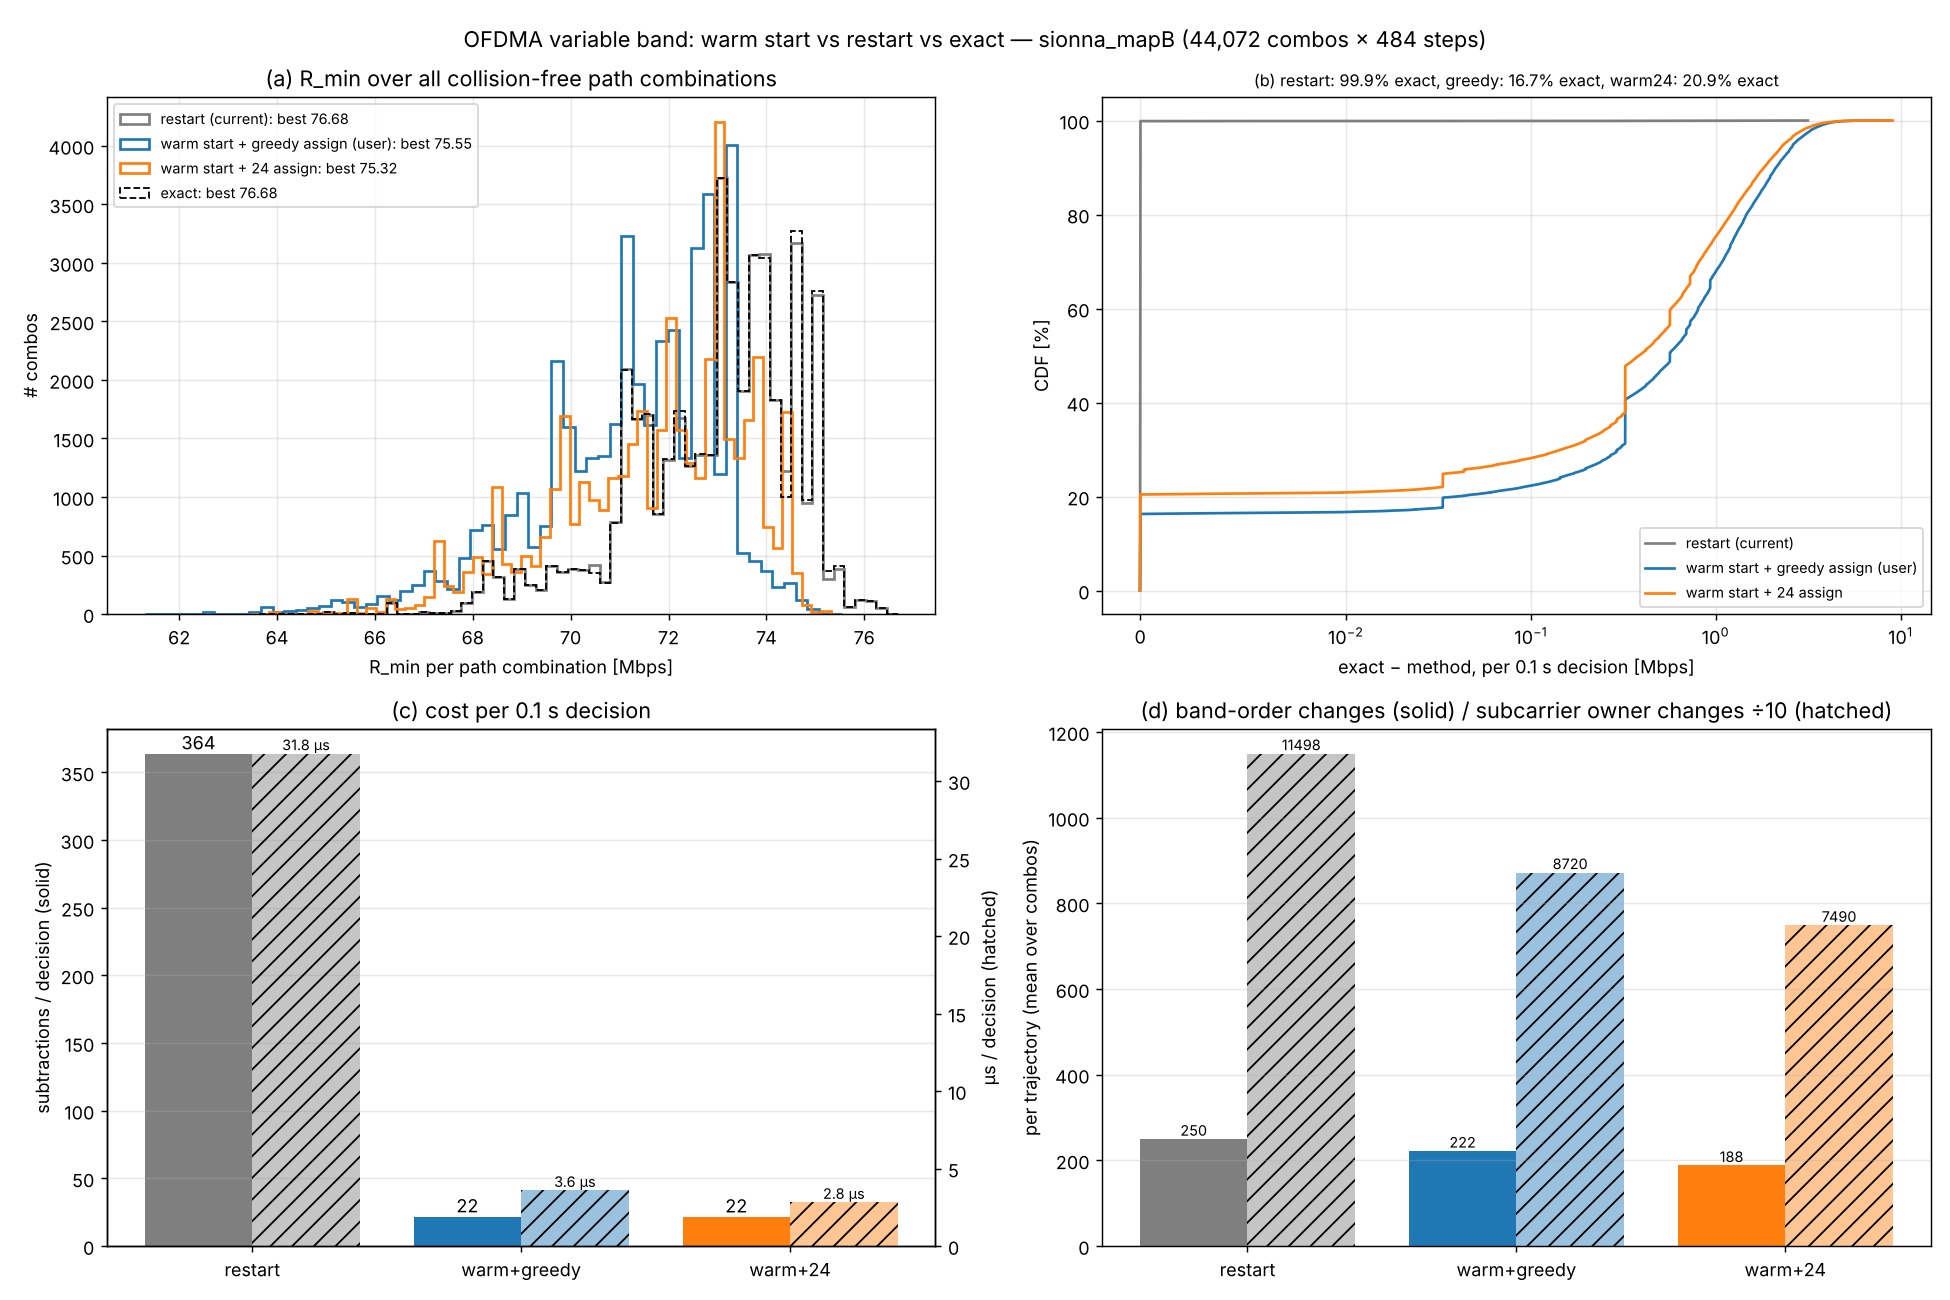 OFDMA variable band: warm start vs restart vs exact — sionna_mapB (44,072 combos × 484 steps)
(a) R_min over all collision-free path combinations
restart (current): best 76.68
warm start + greedy assign (user): best 75.55
warm start + 24 assign: best 75.32
exact: best 76.68
# combos
4000
3500
3000
2500
2000
1500
1000
500
0
62
64
66
68
70
72
74
76
R_min per path combination [Mbps]
(b) restart: 99.9% exact, greedy: 16.7% exact, warm24: 20.9% exact
CDF [%]
100
80
60
40
20
0
restart (current)
warm start + greedy assign (user)
warm start + 24 assign
0
10⁻²
10⁻¹
10⁰
10¹
exact − method, per 0.1 s decision [Mbps]
(c) cost per 0.1 s decision
subtractions / decision (solid)
350
300
250
200
150
100
50
0
364
31.8 µs
22
3.6 µs
22
2.8 µs
30
25
20
15
10
5
0
µs / decision (hatched)
restart
warm+greedy
warm+24
(d) band-order changes (solid) / subcarrier owner changes ÷10 (hatched)
per trajectory (mean over combos)
1200
1000
800
600
400
200
0
250
11498
222
8720
188
7490
restart
warm+greedy
warm+24